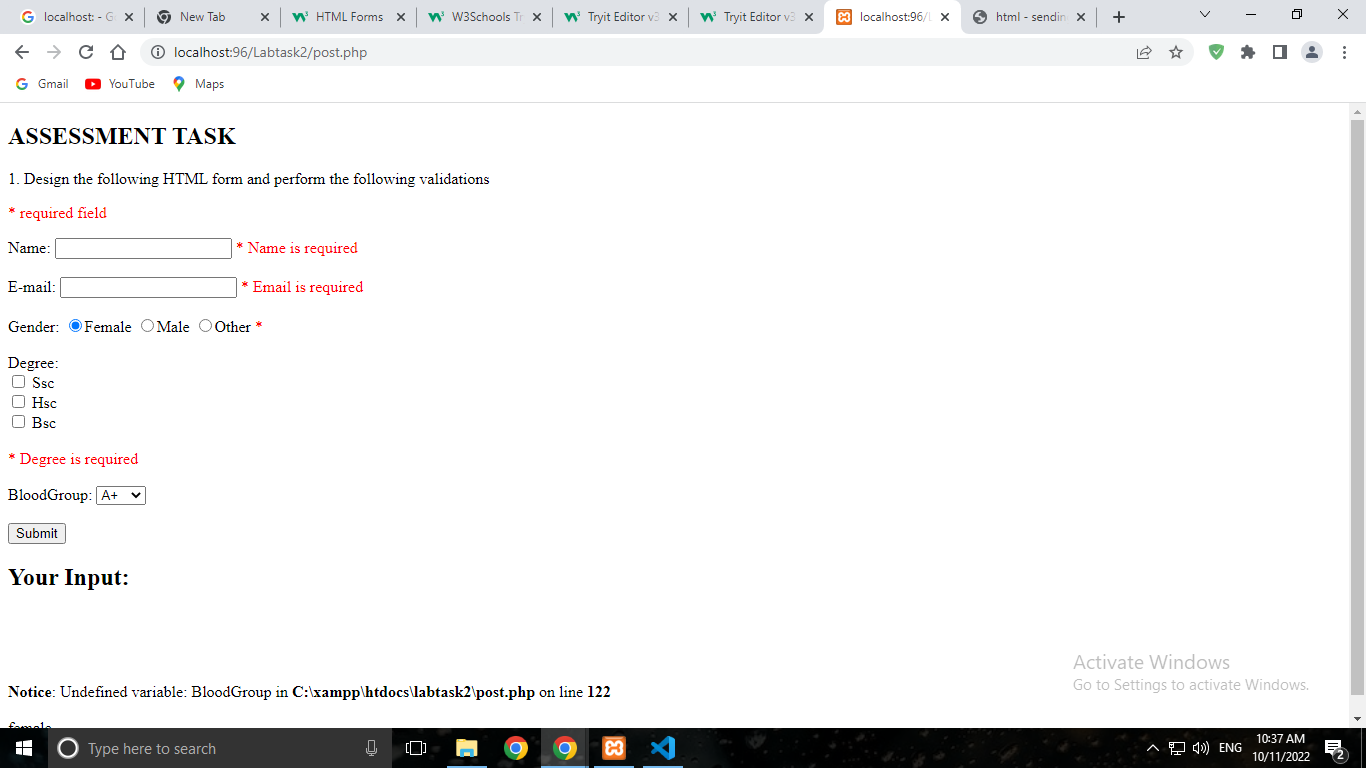 localhost: - G
New Tab
HTML Forms
W3Schools Tr
Tryit Editor v3
Tryit Editor v3
localhost:96/L
html - sendin
localhost:96/Labtask2/post.php
Gmail
YouTube
Maps
ASSESSMENT TASK
1. Design the following HTML form and perform the following validations
* required field
Name: * Name is required
E-mail: * Email is required
Gender: Female Male Other *
Degree:
Ssc
Hsc
Bsc
* Degree is required
BloodGroup: A+
Submit
Your Input:
Notice: Undefined variable: BloodGroup in C:\xampp\htdocs\labtask2\post.php on line 122
female
Activate Windows
Go to Settings to activate Windows.
Type here to search
ENG
10:37 AM
10/11/2022
2